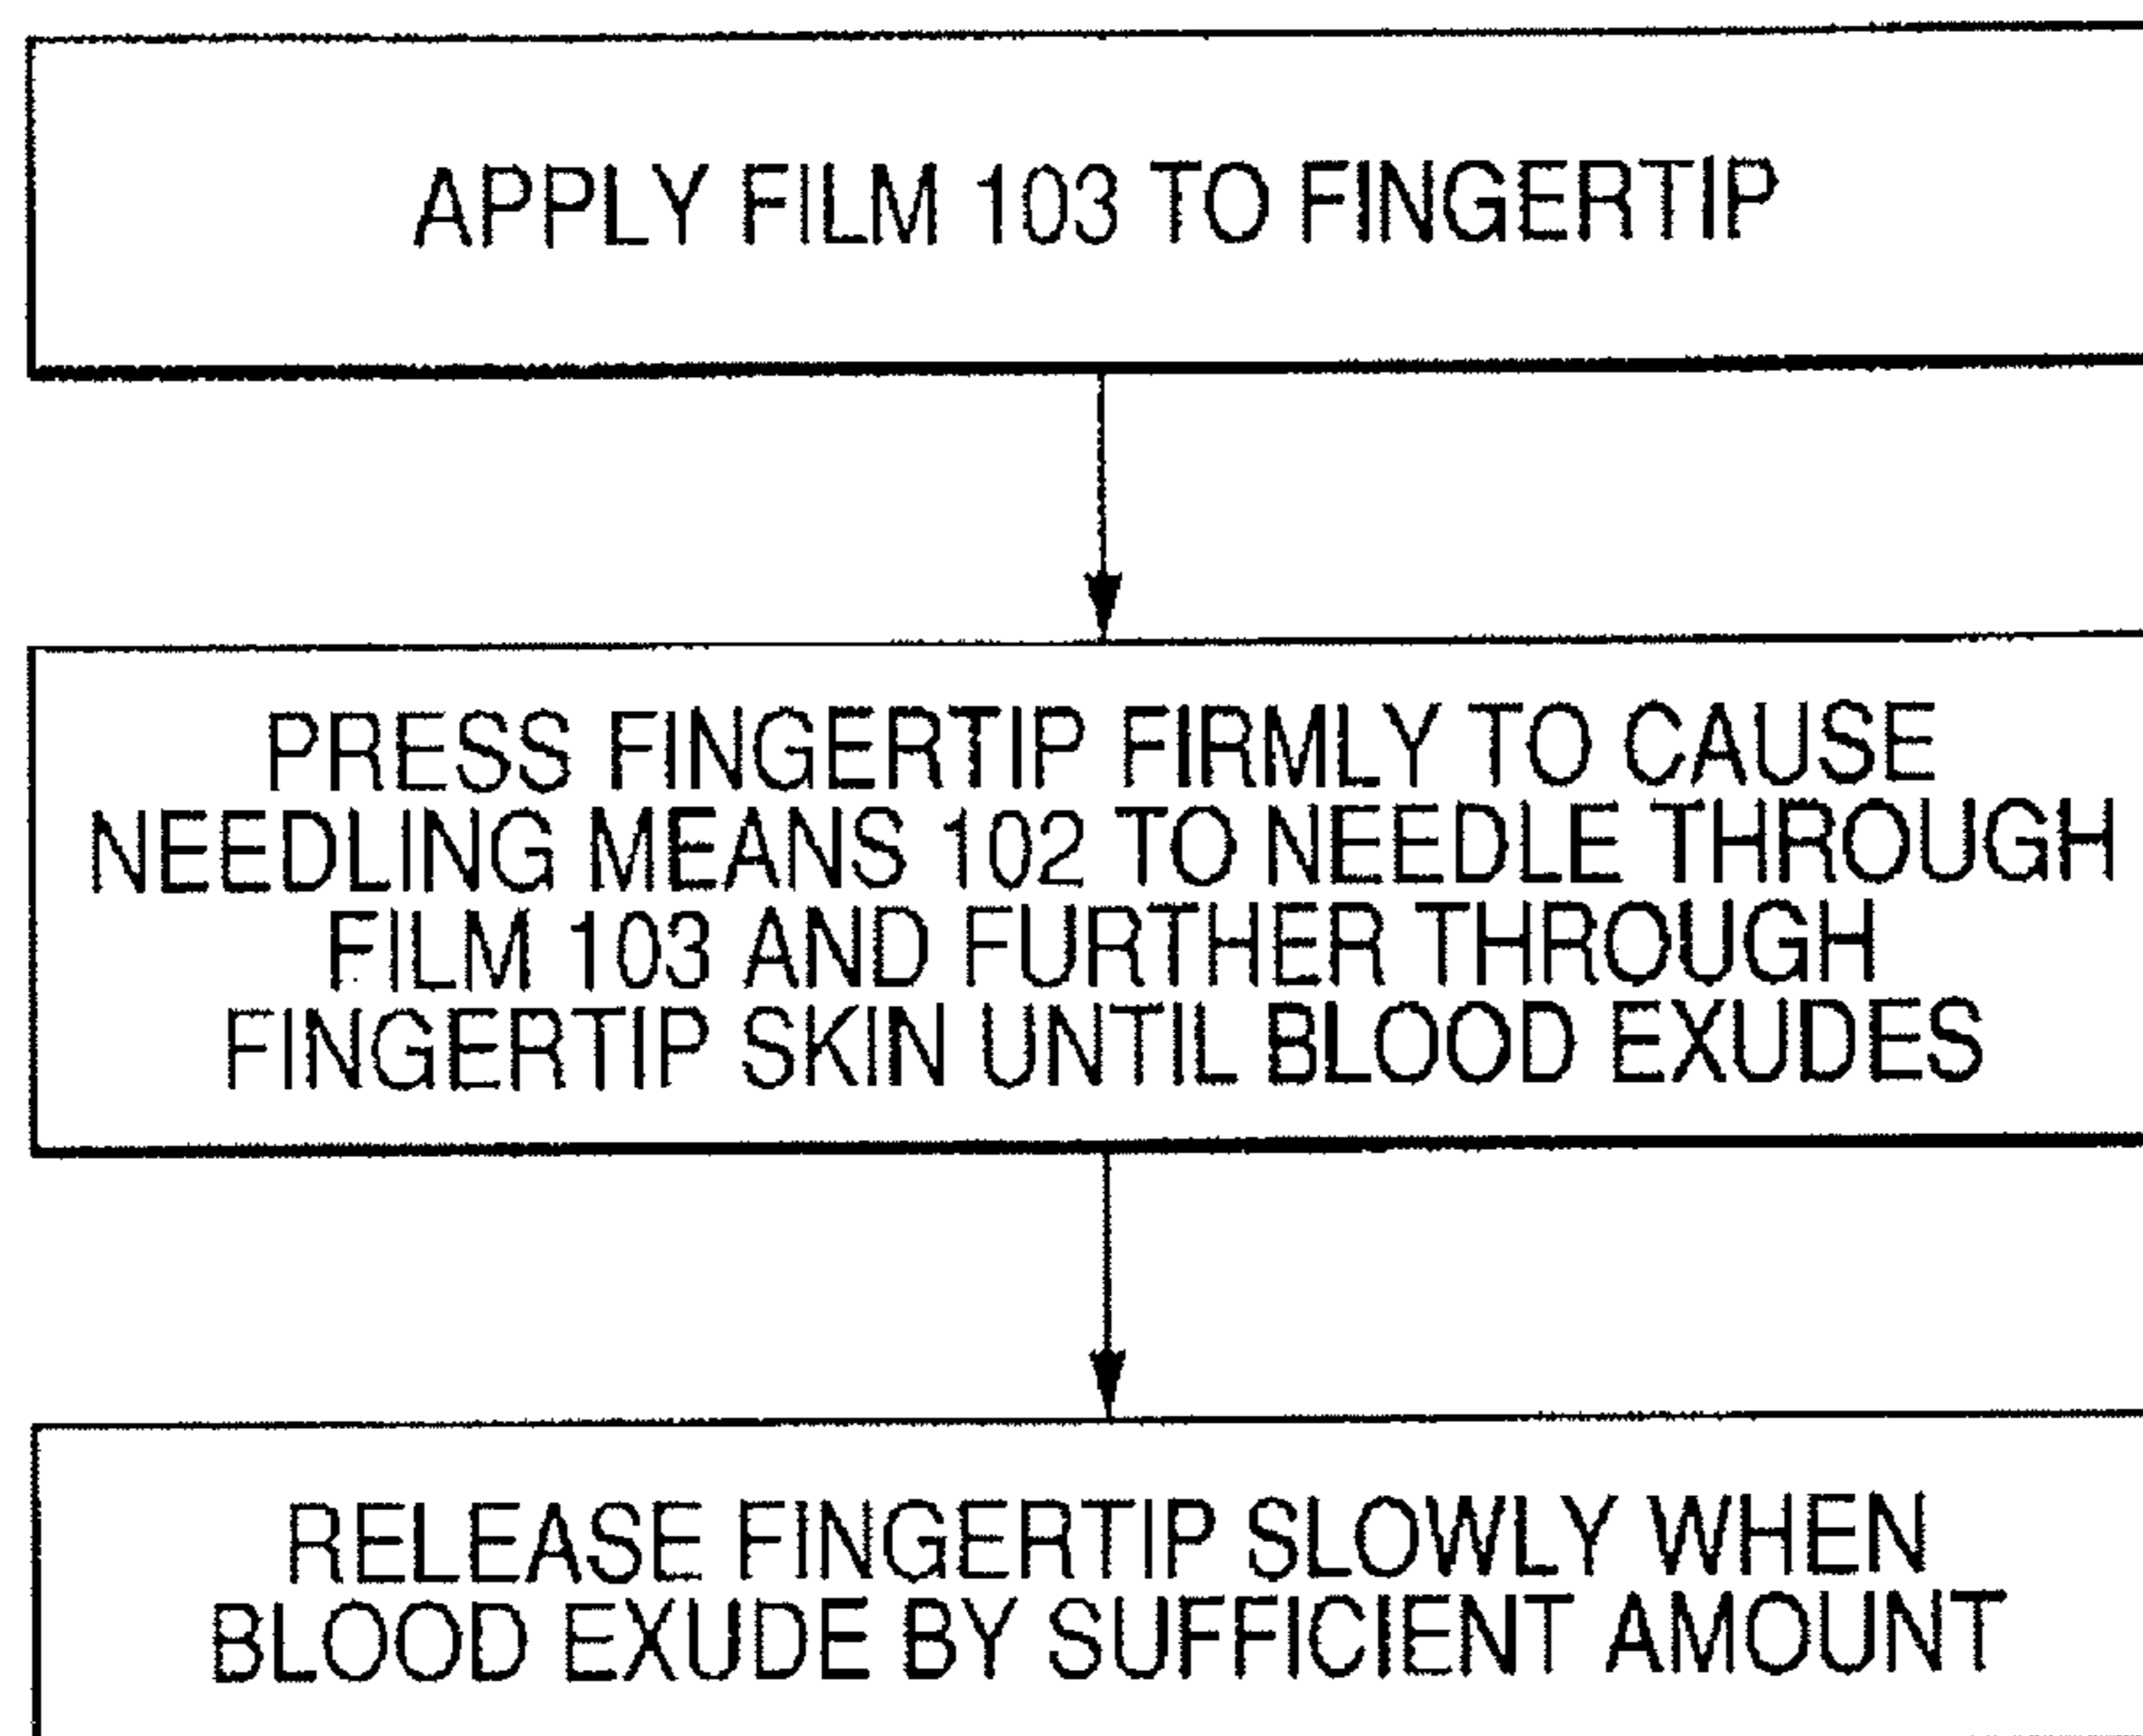 APPLY FILM 103 TO FINGERTIP
PRESS FINGERTIP FIRMLY TO CAUSE
NEEDLING MEANS 102 TO NEEDLE THROUGH
FILM 103 AND FURTHER THROUGH
FINGERTIP SKIN UNTIL BLOOD EXUDES
RELEASE FINGERTIP SLOWLY WHEN
BLOOD EXUDE BY SUFFICIENT AMOUNT